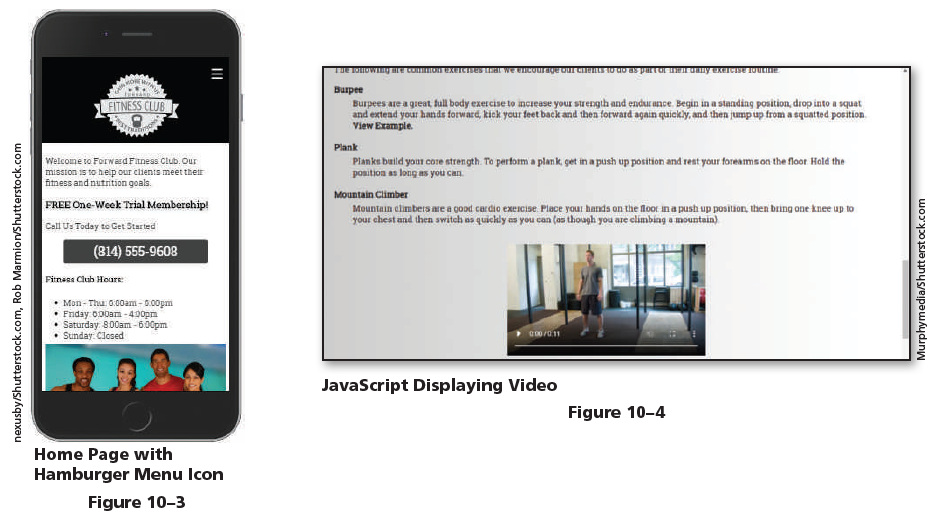 nexusby/Shutterstock.com, Rob Marmion/Shutterstock.com
FORWARD
FITNESS CLUB
Welcome to Forward Fitness Club. Our
mission is to help our clients meet their
fitness and nutrition goals.
FREE One-Week Trial Membership!
Call Us Today to Get Started
(814) 555-9608
Fitness Club Hours:
• Mon - Thu: 6:00am - 6:00pm
• Friday: 6:00am - 4:00pm
• Saturday: 8:00am - 6:00pm
• Sunday: Closed
Home Page with
Hamburger Menu Icon
Figure 10–3
The following are common exercises that we encourage our clients to do as part of their daily exercise routine.
Burpee
Burpees are a great, full body exercise to increase your strength and endurance. Begin in a standing position, drop into a squat
and extend your hands forward, kick your feet back and then forward again quickly, and then jump up from a squatted position.
View Example.
Plank
Planks build your core strength. To perform a plank, get in a push up position and rest your forearms on the floor. Hold the
position as long as you can.
Mountain Climber
Mountain climbers are a good cardio exercise. Place your hands on the floor in a push up position, then bring one knee up to
your chest and then switch as quickly as you can (as though you are climbing a mountain).
0:00 / 0:11
Murphymedia/Shutterstock.com
JavaScript Displaying Video
Figure 10–4